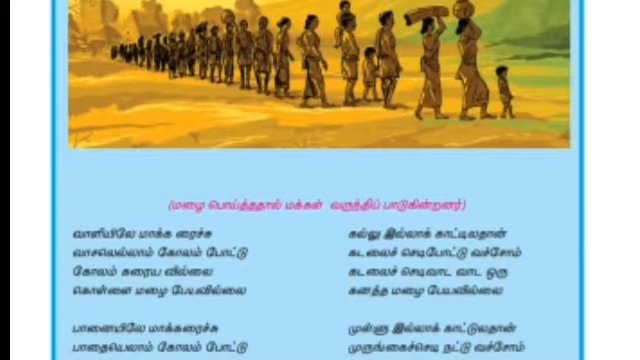 (மழை பொய்த்ததால் மக்கள் வருந்திப் பாடுகின்றனர்)
வாளியிலே மாக்க ரைச்சு
வாசலெல்லாம் கோலம் போட்டு
கோலம் கரைய வில்லை
கொள்ளை மழை பேயவில்லை
பானையிலே மாக்கரைச்சு
பாதையெலாம் கோலம் போட்டு
கல்லு இல்லாக் காட்டிலதான்
கடலைச் செடிபோட்டு வச்சோம்
கடலைச் செடிவாட வாட ஒரு
கனத்த மழை பேயவில்லை
முள்ளு இல்லாக் காட்டுலதான்
முருங்கைச்செடி நட்டு வச்சோம்